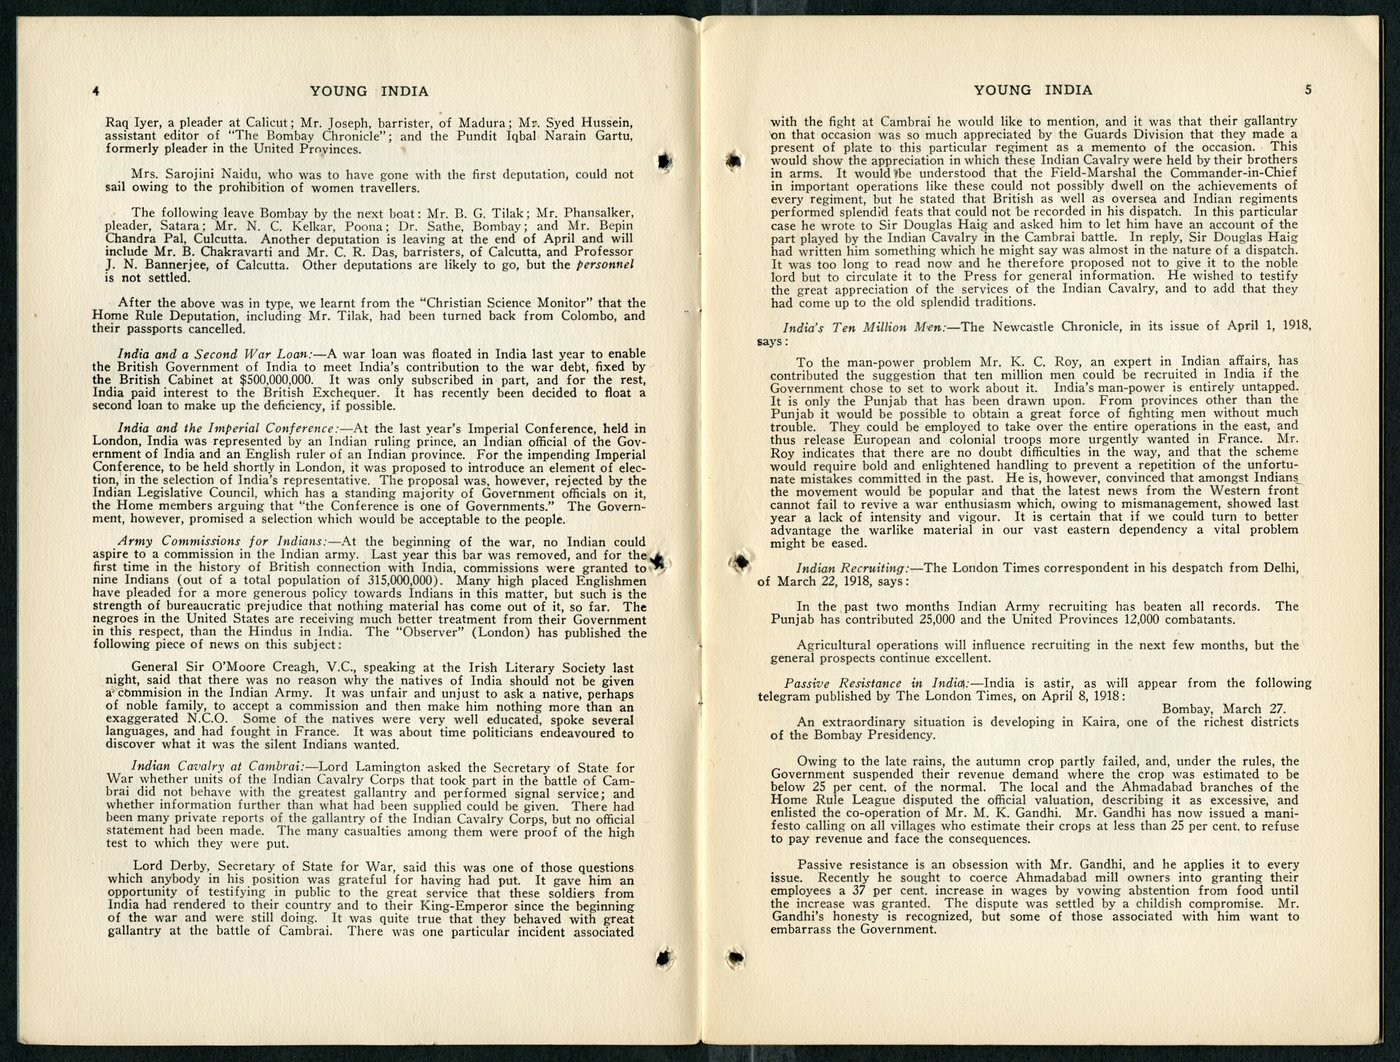 4
YOUNG INDIA
Raq Iyer, a pleader at Calicut; Mr. Joseph, barrister, of Madura; Mr. Syed Hussein,
assistant editor of "The Bombay Chronicle"; and the Pundit Iqbal Narain Gartu,
formerly pleader in the United Provinces.
Mrs. Sarojini Naidu, who was to have gone with the first deputation, could not
sail owing to the prohibition of women travellers.
The following leave Bombay by the next boat: Mr. B. G. Tilak; Mr. Phansalker,
pleader, Satara; Mr. N. C. Kelkar, Poona; Dr. Sathe, Bombay; and Mr. Bepin
Chandra Pal, Culcutta. Another deputation is leaving at the end of April and will
include Mr. B. Chakravarti and Mr. C. R. Das, barristers, of Calcutta, and Professor
J. N. Bannerjee, of Calcutta. Other deputations are likely to go, but the personnel
is not settled.
After the above was in type, we learnt from the "Christian Science Monitor" that the
Home Rule Deputation, including Mr. Tilak, had been turned back from Colombo, and
their passports cancelled.
India and a Second War Loan:—A war loan was floated in India last year to enable
the British Government of India to meet India's contribution to the war debt, fixed by
the British Cabinet at $500,000,000. It was only subscribed in part, and for the rest,
India paid interest to the British Exchequer. It has recently been decided to float a
second loan to make up the deficiency, if possible.
India and the Imperial Conference:—At the last year's Imperial Conference, held in
London, India was represented by an Indian ruling prince, an Indian official of the Gov-
ernment of India and an English ruler of an Indian province. For the impending Imperial
Conference, to be held shortly in London, it was proposed to introduce an element of elec-
tion, in the selection of India's representative. The proposal was, however, rejected by the
Indian Legislative Council, which has a standing majority of Government officials on it,
the Home members arguing that "the Conference is one of Governments." The Govern-
ment, however, promised a selection which would be acceptable to the people.
Army Commissions for Indians:—At the beginning of the war, no Indian could
aspire to a commission in the Indian army. Last year this bar was removed, and for the
first time in the history of British connection with India, commissions were granted to
nine Indians (out of a total population of 315,000,000). Many high placed Englishmen
have pleaded for a more generous policy towards Indians in this matter, but such is the
strength of bureaucratic prejudice that nothing material has come out of it, so far. The
negroes in the United States are receiving much better treatment from their Government
in this respect, than the Hindus in India. The "Observer" (London) has published the
following piece of news on this subject:
General Sir O'Moore Creagh, V.C., speaking at the Irish Literary Society last
night, said that there was no reason why the natives of India should not be given
a commision in the Indian Army. It was unfair and unjust to ask a native, perhaps
of noble family, to accept a commission and then make him nothing more than an
exaggerated N.C.O. Some of the natives were very well educated, spoke several
languages, and had fought in France. It was about time politicians endeavoured to
discover what it was the silent Indians wanted.
Indian Cavalry at Cambrai:—Lord Lamington asked the Secretary of State for
War whether units of the Indian Cavalry Corps that took part in the battle of Cam-
brai did not behave with the greatest gallantry and performed signal service; and
whether information further than what had been supplied could be given. There had
been many private reports of the gallantry of the Indian Cavalry Corps, but no official
statement had been made. The many casualties among them were proof of the high
test to which they were put.
Lord Derby, Secretary of State for War, said this was one of those questions
which anybody in his position was grateful for having had put. It gave him an
opportunity of testifying in public to the great service that these soldiers from
India had rendered to their country and to their King-Emperor since the beginning
of the war and were still doing. It was quite true that they behaved with great
gallantry at the battle of Cambrai. There was one particular incident associated
YOUNG INDIA
5
with the fight at Cambrai he would like to mention, and it was that their gallantry
on that occasion was so much appreciated by the Guards Division that they made a
present of plate to this particular regiment as a memento of the occasion. This
would show the appreciation in which these Indian Cavalry were held by their brothers
in arms. It would be understood that the Field-Marshal the Commander-in-Chief
in important operations like these could not possibly dwell on the achievements of
every regiment, but he stated that British as well as oversea and Indian regiments
performed splendid feats that could not be recorded in his dispatch. In this particular
case he wrote to Sir Douglas Haig and asked him to let him have an account of the
part played by the Indian Cavalry in the Cambrai battle. In reply, Sir Douglas Haig
had written him something which he might say was almost in the nature of a dispatch.
It was too long to read now and he therefore proposed not to give it to the noble
lord but to circulate it to the Press for general information. He wished to testify
the great appreciation of the services of the Indian Cavalry, and to add that they
had come up to the old splendid traditions.
India's Ten Million Men:—The Newcastle Chronicle, in its issue of April 1, 1918,
says:
To the man-power problem Mr. K. C. Roy, an expert in Indian affairs, has
contributed the suggestion that ten million men could be recruited in India if the
Government chose to set to work about it. India's man-power is entirely untapped.
It is only the Punjab that has been drawn upon. From provinces other than the
Punjab it would be possible to obtain a great force of fighting men without much
trouble. They could be employed to take over the entire operations in the east, and
thus release European and colonial troops more urgently wanted in France. Mr.
Roy indicates that there are no doubt difficulties in the way, and that the scheme
would require bold and enlightened handling to prevent a repetition of the unfortu-
nate mistakes committed in the past. He is, however, convinced that amongst Indians
the movement would be popular and that the latest news from the Western front
cannot fail to revive a war enthusiasm which, owing to mismanagement, showed last
year a lack of intensity and vigour. It is certain that if we could turn to better
advantage the warlike material in our vast eastern dependency a vital problem
might be eased.
Indian Recruiting:—The London Times correspondent in his despatch from Delhi,
of March 22, 1918, says:
In the past two months Indian Army recruiting has beaten all records. The
Punjab has contributed 25,000 and the United Provinces 12,000 combatants.
Agricultural operations will influence recruiting in the next few months, but the
general prospects continue excellent.
Passive Resistance in India:—India is astir, as will appear from the following
telegram published by The London Times, on April 8, 1918:
Bombay, March 27.
An extraordinary situation is developing in Kaira, one of the richest districts
of the Bombay Presidency.
Owing to the late rains, the autumn crop partly failed, and, under the rules, the
Government suspended their revenue demand where the crop was estimated to be
below 25 per cent. of the normal. The local and the Ahmadabad branches of the
Home Rule League disputed the official valuation, describing it as excessive, and
enlisted the co-operation of Mr. M. K. Gandhi. Mr. Gandhi has now issued a mani-
festo calling on all villages who estimate their crops at less than 25 per cent. to refuse
to pay revenue and face the consequences.
Passive resistance is an obsession with Mr. Gandhi, and he applies it to every
issue. Recently he sought to coerce Ahmadabad mill owners into granting their
employees a 37 per cent. increase in wages by vowing abstention from food until
the increase was granted. The dispute was settled by a childish compromise. Mr.
Gandhi's honesty is recognized, but some of those associated with him want to
embarrass the Government.